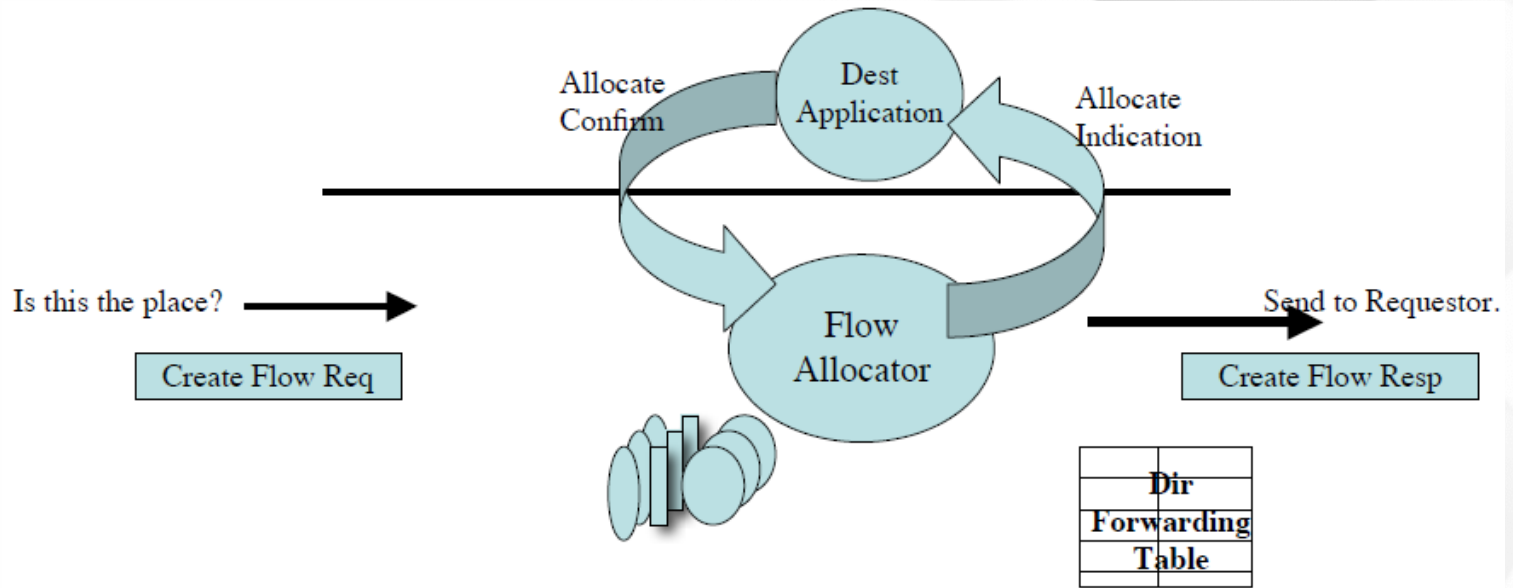 Allocate
Confirm
Dest
Application
Allocate
Indication
Is this the place?
Create Flow Req
Flow
Allocator
Send to Requestor.
Create Flow Resp
Dir
Forwarding
Table